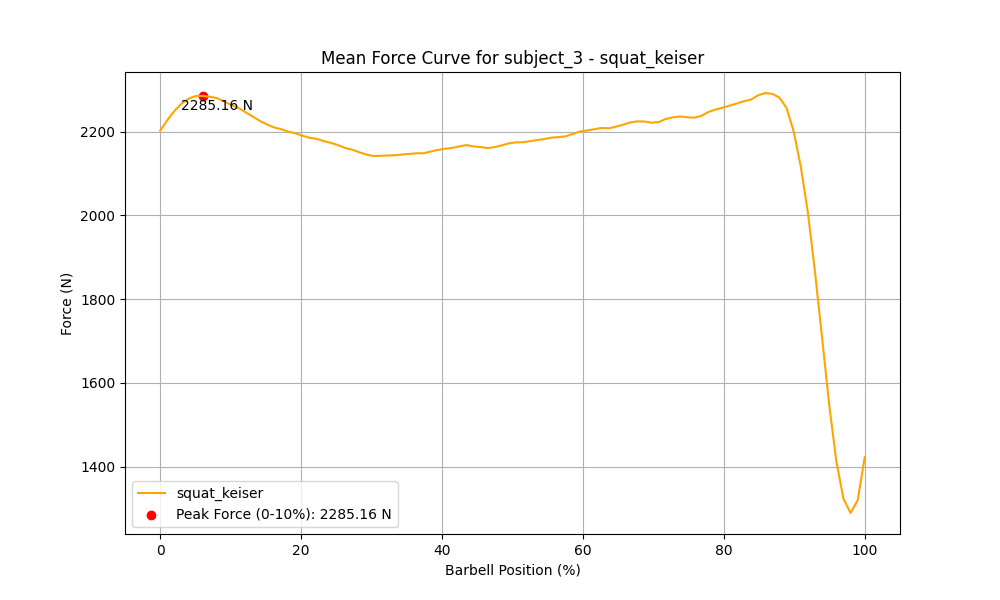 Mean Force Curve for subject_3 - squat_keiser
2285.16 N
Force (N)
2200
2000
1800
1600
1400
squat_keiser
Peak Force (0-10%): 2285.16 N
0 20 40 60 80 100
Barbell Position (%)